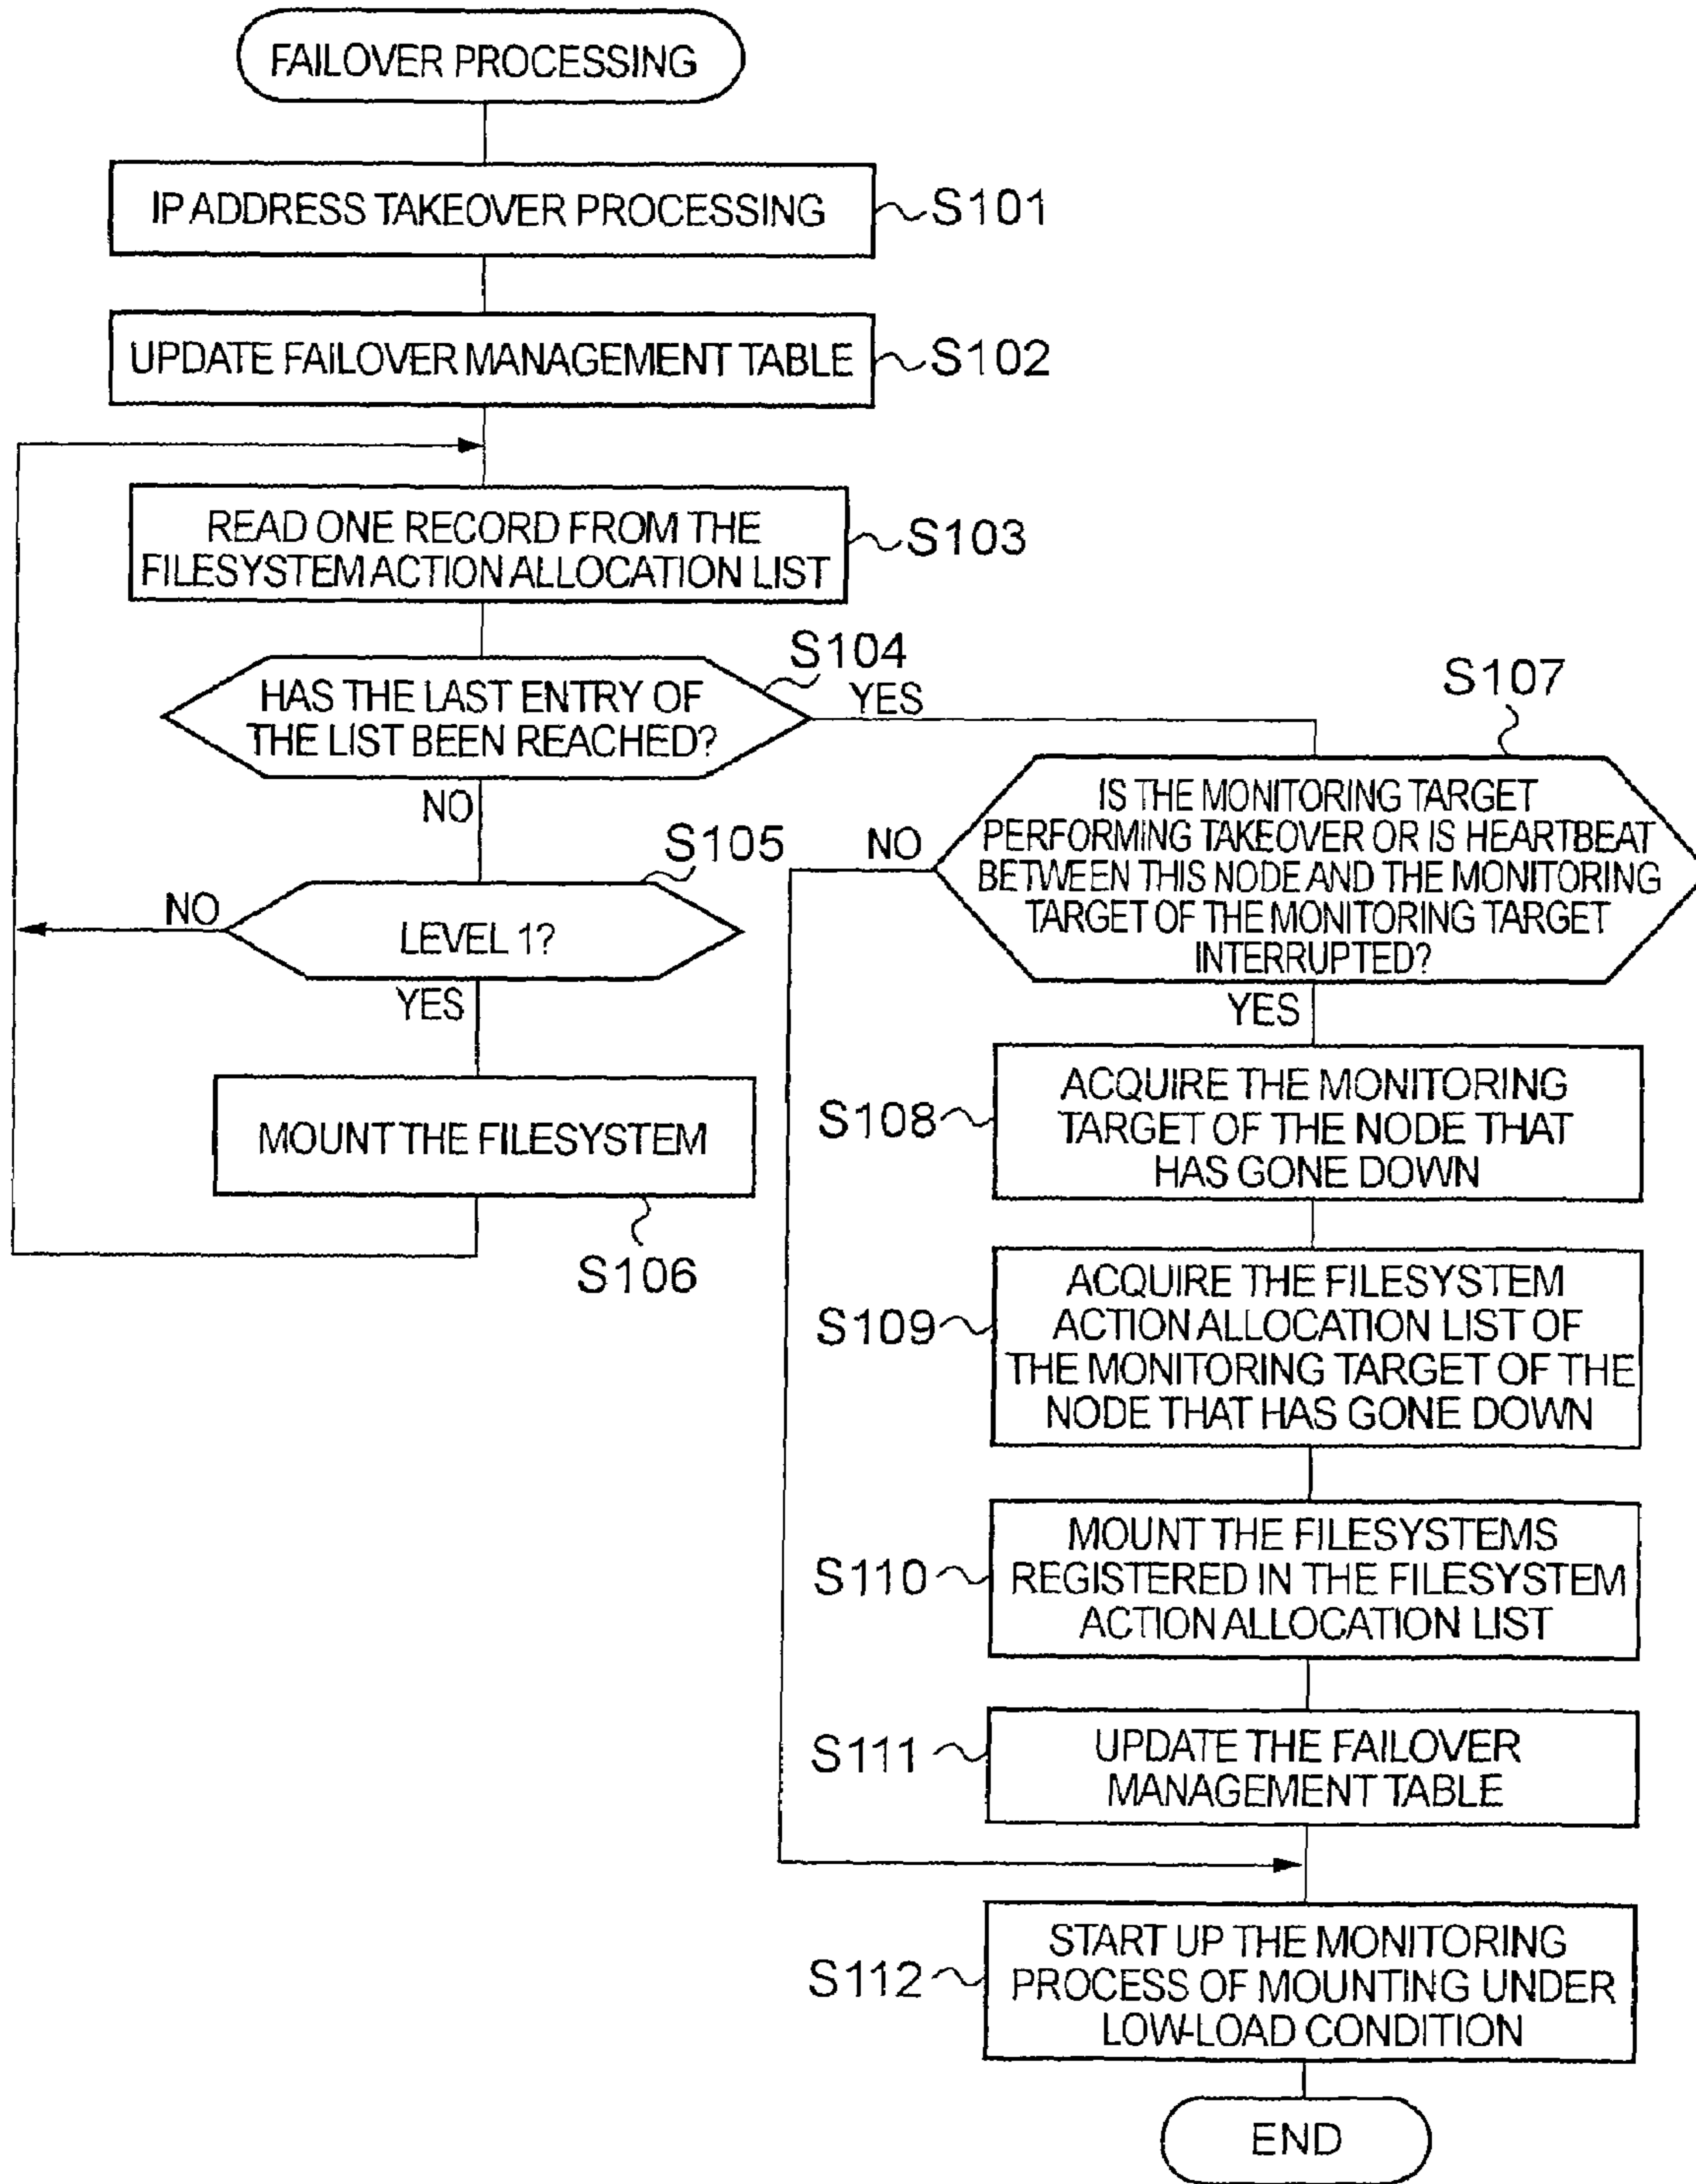 FAILOVER PROCESSING
IP ADDRESS TAKEOVER PROCESSING
S101
UPDATE FAILOVER MANAGEMENT TABLE
S102
READ ONE RECORD FROM THE
FILESYSTEM ACTION ALLOCATION LIST
S103
S104
HAS THE LAST ENTRY OF
THE LIST BEEN REACHED?
YES
NO
S105
LEVEL 1?
NO
YES
MOUNT THE FILESYSTEM
S106
S107
IS THE MONITORING TARGET
PERFORMING TAKEOVER OR IS HEARTBEAT
BETWEEN THIS NODE AND THE MONITORING
TARGET OF THE MONITORING TARGET
INTERRUPTED?
NO
YES
S108
ACQUIRE THE MONITORING
TARGET OF THE NODE THAT
HAS GONE DOWN
S109
ACQUIRE THE FILESYSTEM
ACTION ALLOCATION LIST OF
THE MONITORING TARGET OF THE
NODE THAT HAS GONE DOWN
S110
MOUNT THE FILESYSTEMS
REGISTERED IN THE FILESYSTEM
ACTION ALLOCATION LIST
S111
UPDATE THE FAILOVER
MANAGEMENT TABLE
S112
START UP THE MONITORING
PROCESS OF MOUNTING UNDER
LOW-LOAD CONDITION
END